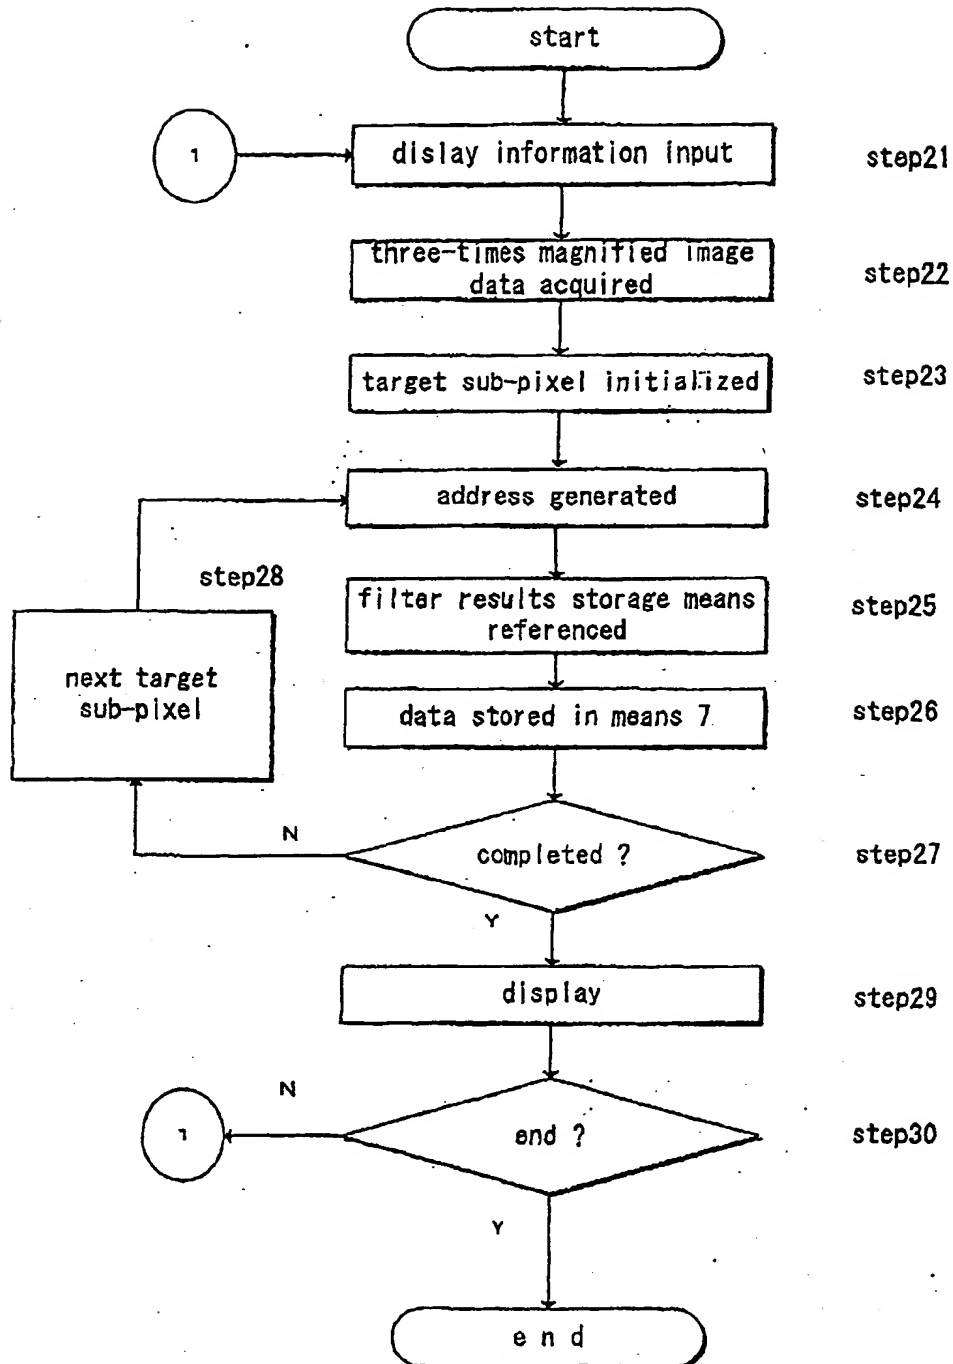 start
1
dislay information input
step21
three-times magnified image
data acquired
step22
target sub-pixel initialized
step23
address generated
step24
step28
filter results storage means
referenced
step25
next target
sub-pixel
data stored in means 7
step26
N
completed ?
step27
Y
display
step29
N
1
end ?
step30
Y
end